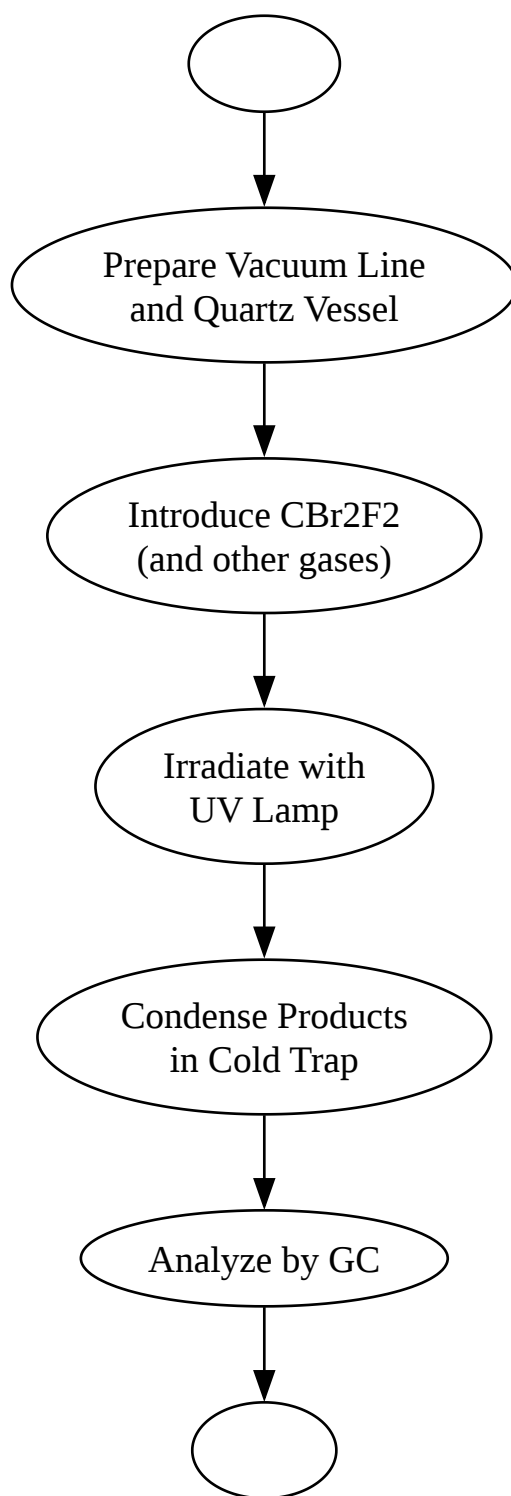 Prepare Vacuum Line
and Quartz Vessel
Introduce CBr2F2
(and other gases)
Irradiate with
UV Lamp
Condense Products
in Cold Trap
Analyze by GC